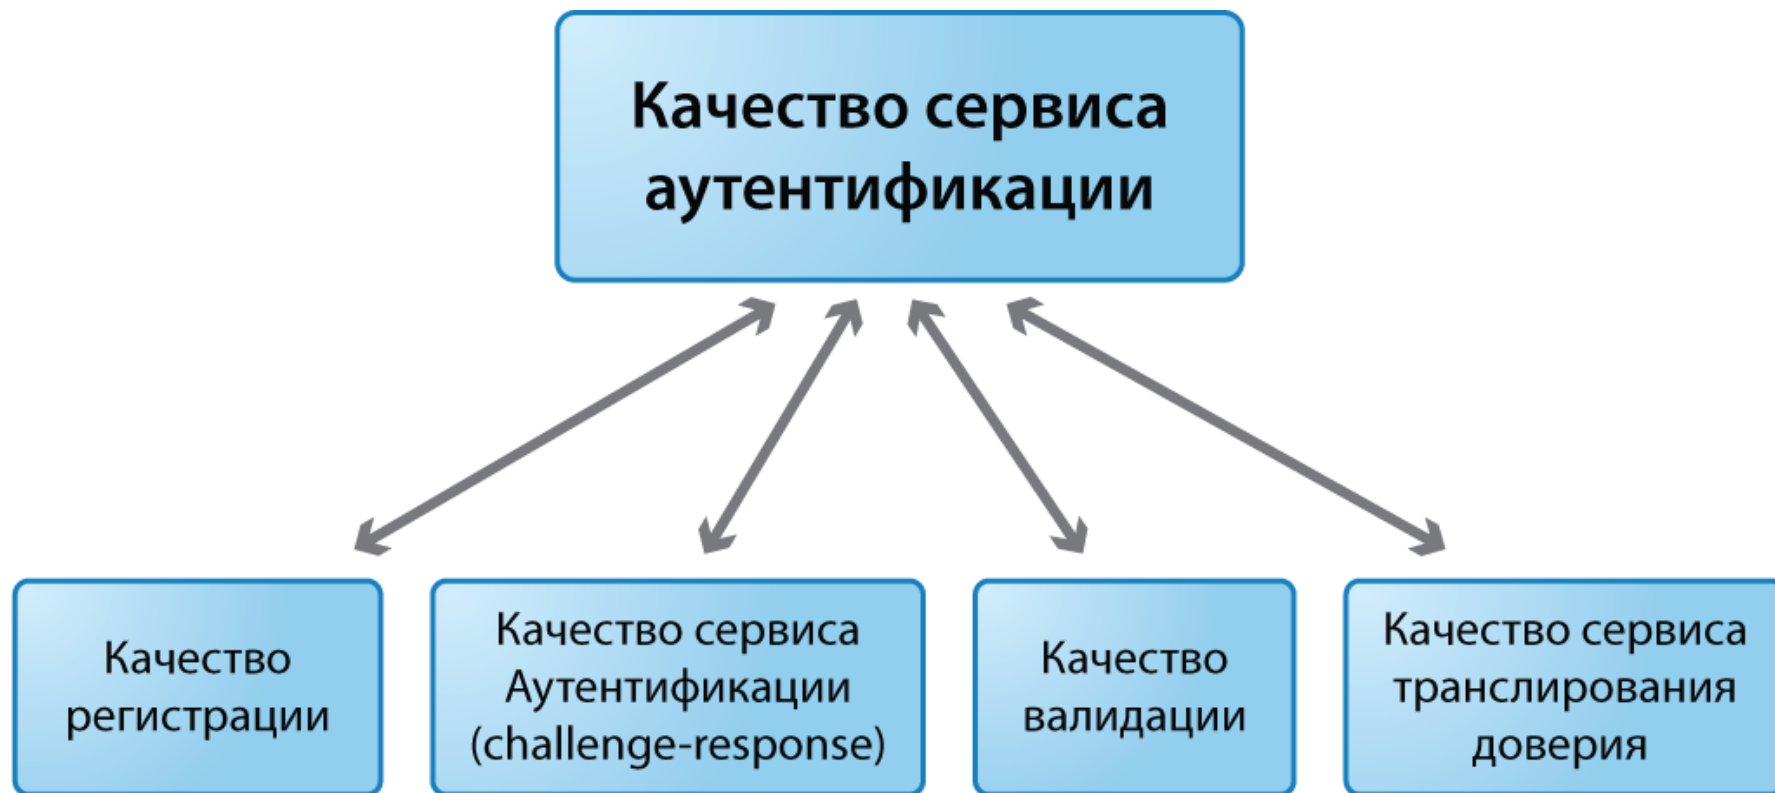 Качество сервиса
аутентификации
Качество
регистрации
Качество сервиса
Аутентификации
(challenge-response)
Качество
валидации
Качество сервиса
транслирования
доверия